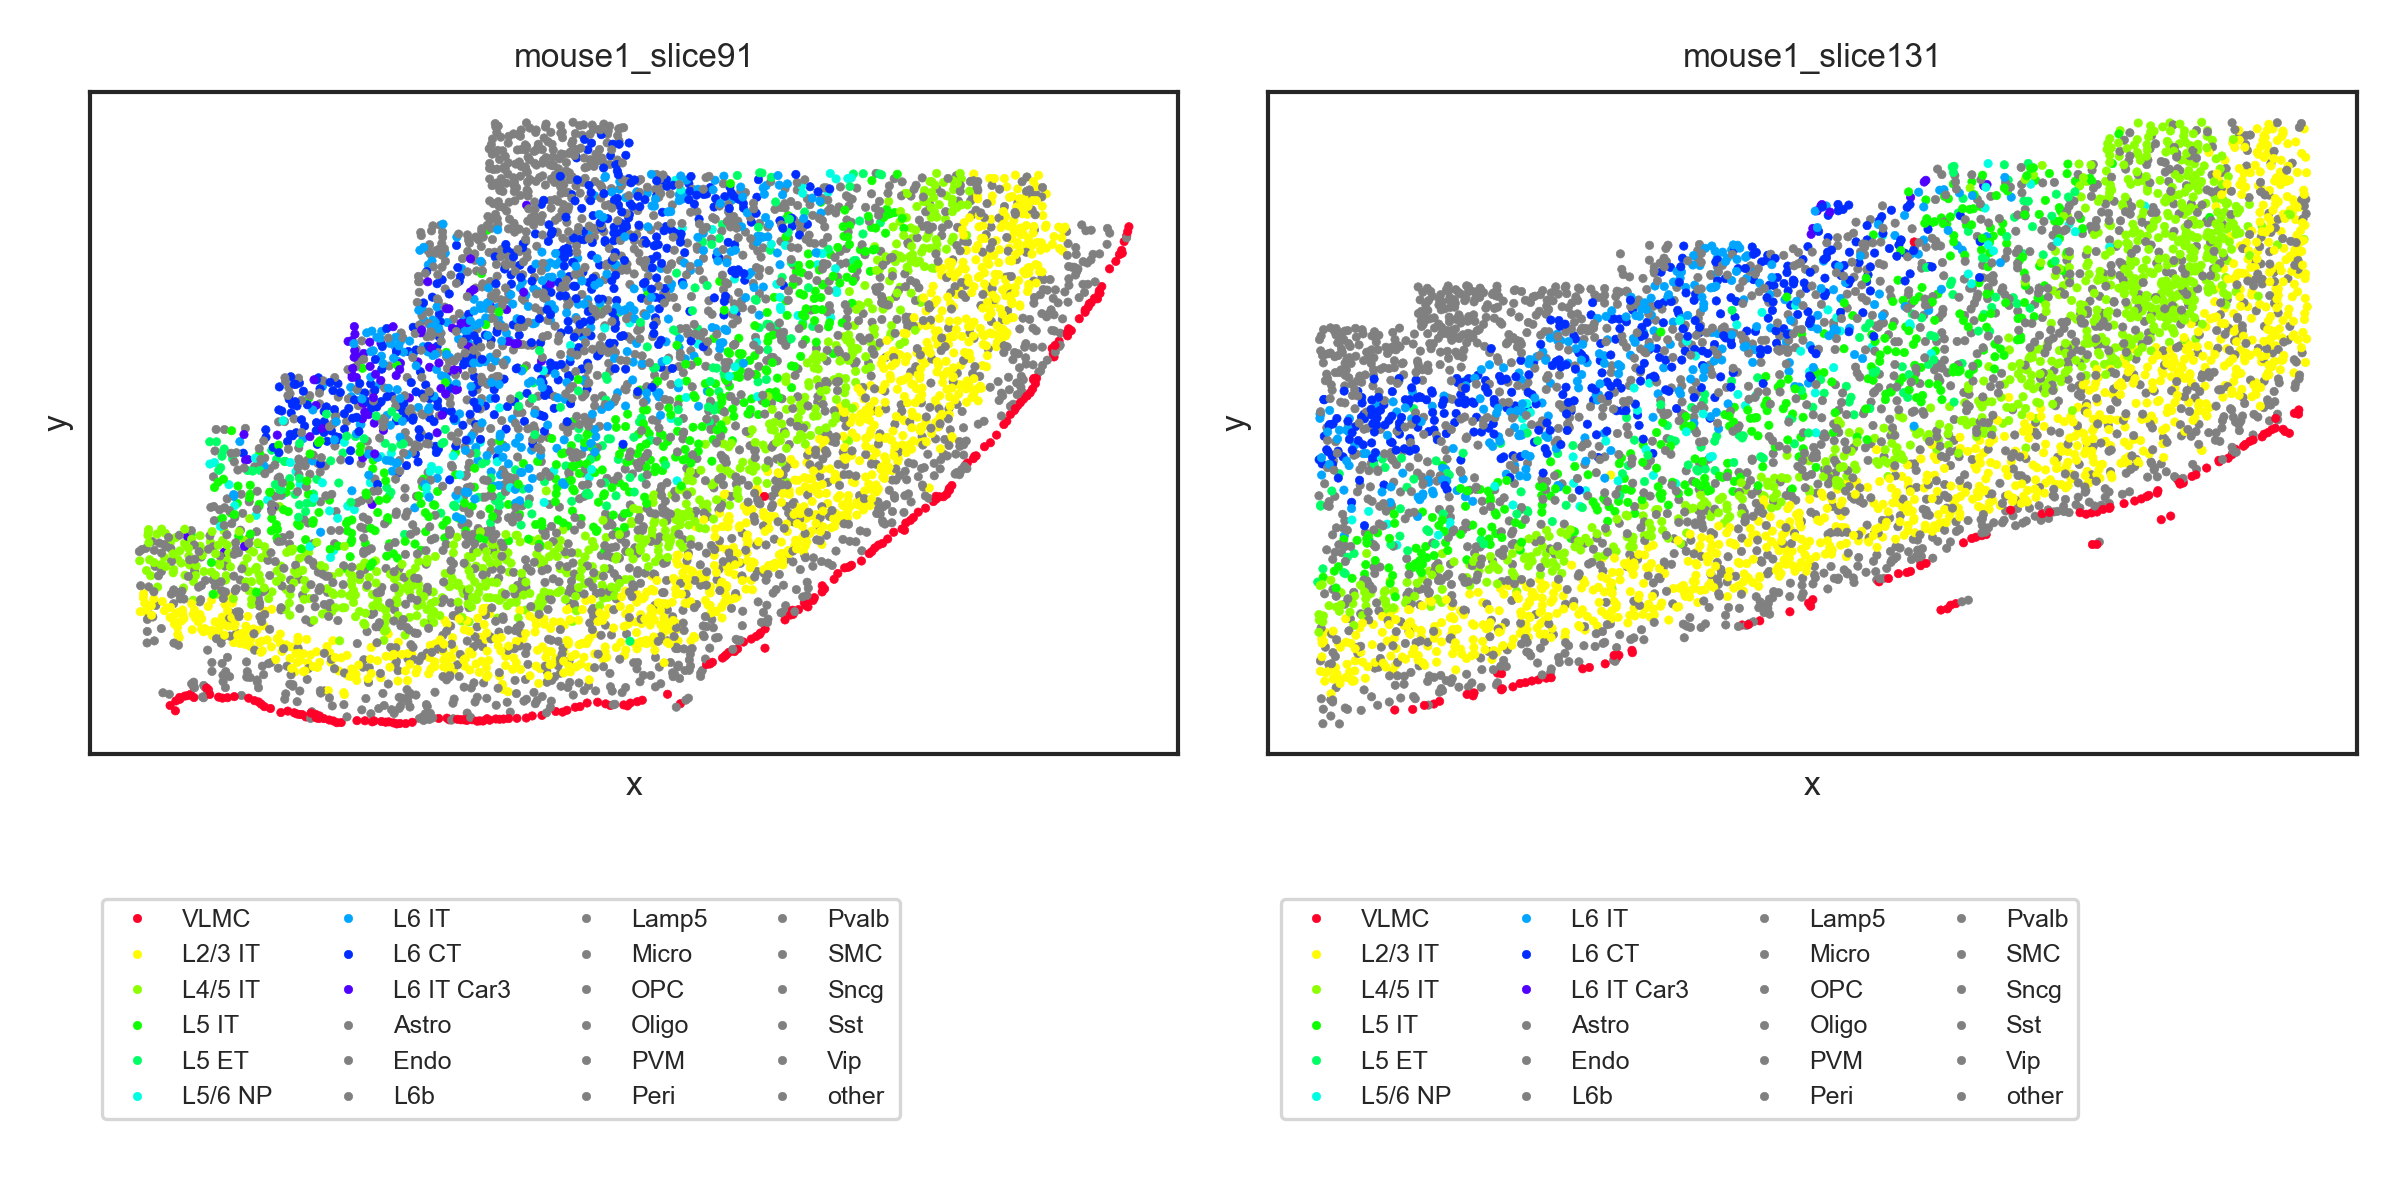 mouse1_slice91
mouse1_slice131
y
y
x
x
VLMC L6 IT Lamp5 Pvalb
L2/3 IT L6 CT Micro SMC
L4/5 IT L6 IT Car3 OPC Sncg
L5 IT Astro Oligo Sst
L5 ET Endo PVM Vip
L5/6 NP L6b Peri other
VLMC L6 IT Lamp5 Pvalb
L2/3 IT L6 CT Micro SMC
L4/5 IT L6 IT Car3 OPC Sncg
L5 IT Astro Oligo Sst
L5 ET Endo PVM Vip
L5/6 NP L6b Peri other